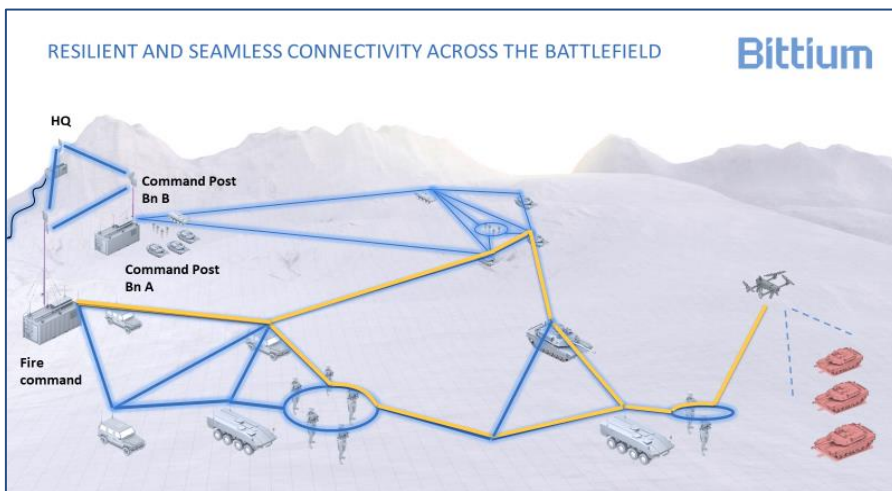 RESILIENT AND SEAMLESS CONNECTIVITY ACROSS THE BATTLEFIELD
Bittium
HQ
Command Post
Bn B
Command Post
Bn A
Fire
command